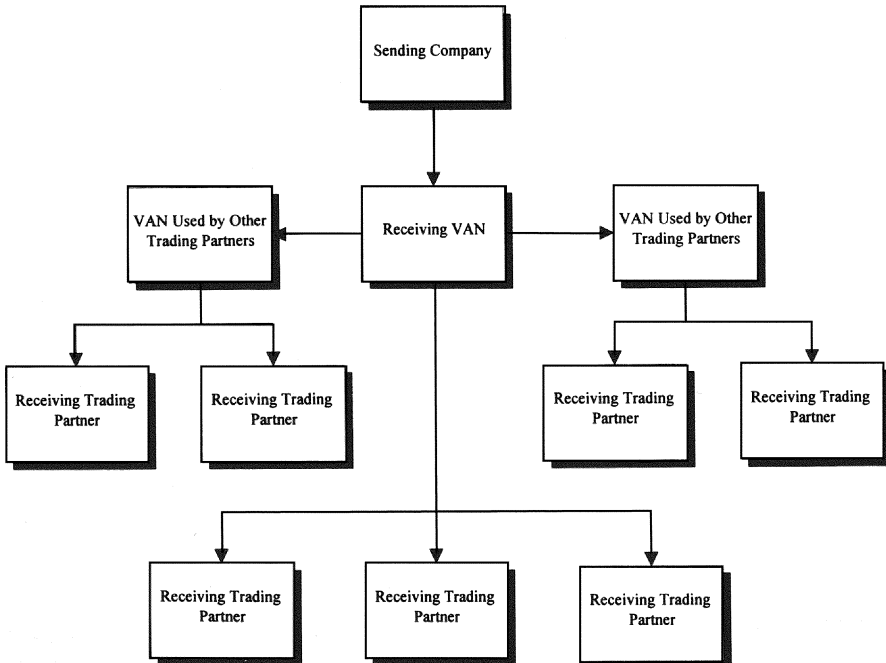 Sending Company
VAN Used by Other
Trading Partners
Receiving VAN
VAN Used by Other
Trading Partners
Receiving Trading
Partner
Receiving Trading
Partner
Receiving Trading
Partner
Receiving Trading
Partner
Receiving Trading
Partner
Receiving Trading
Partner
Receiving Trading
Partner